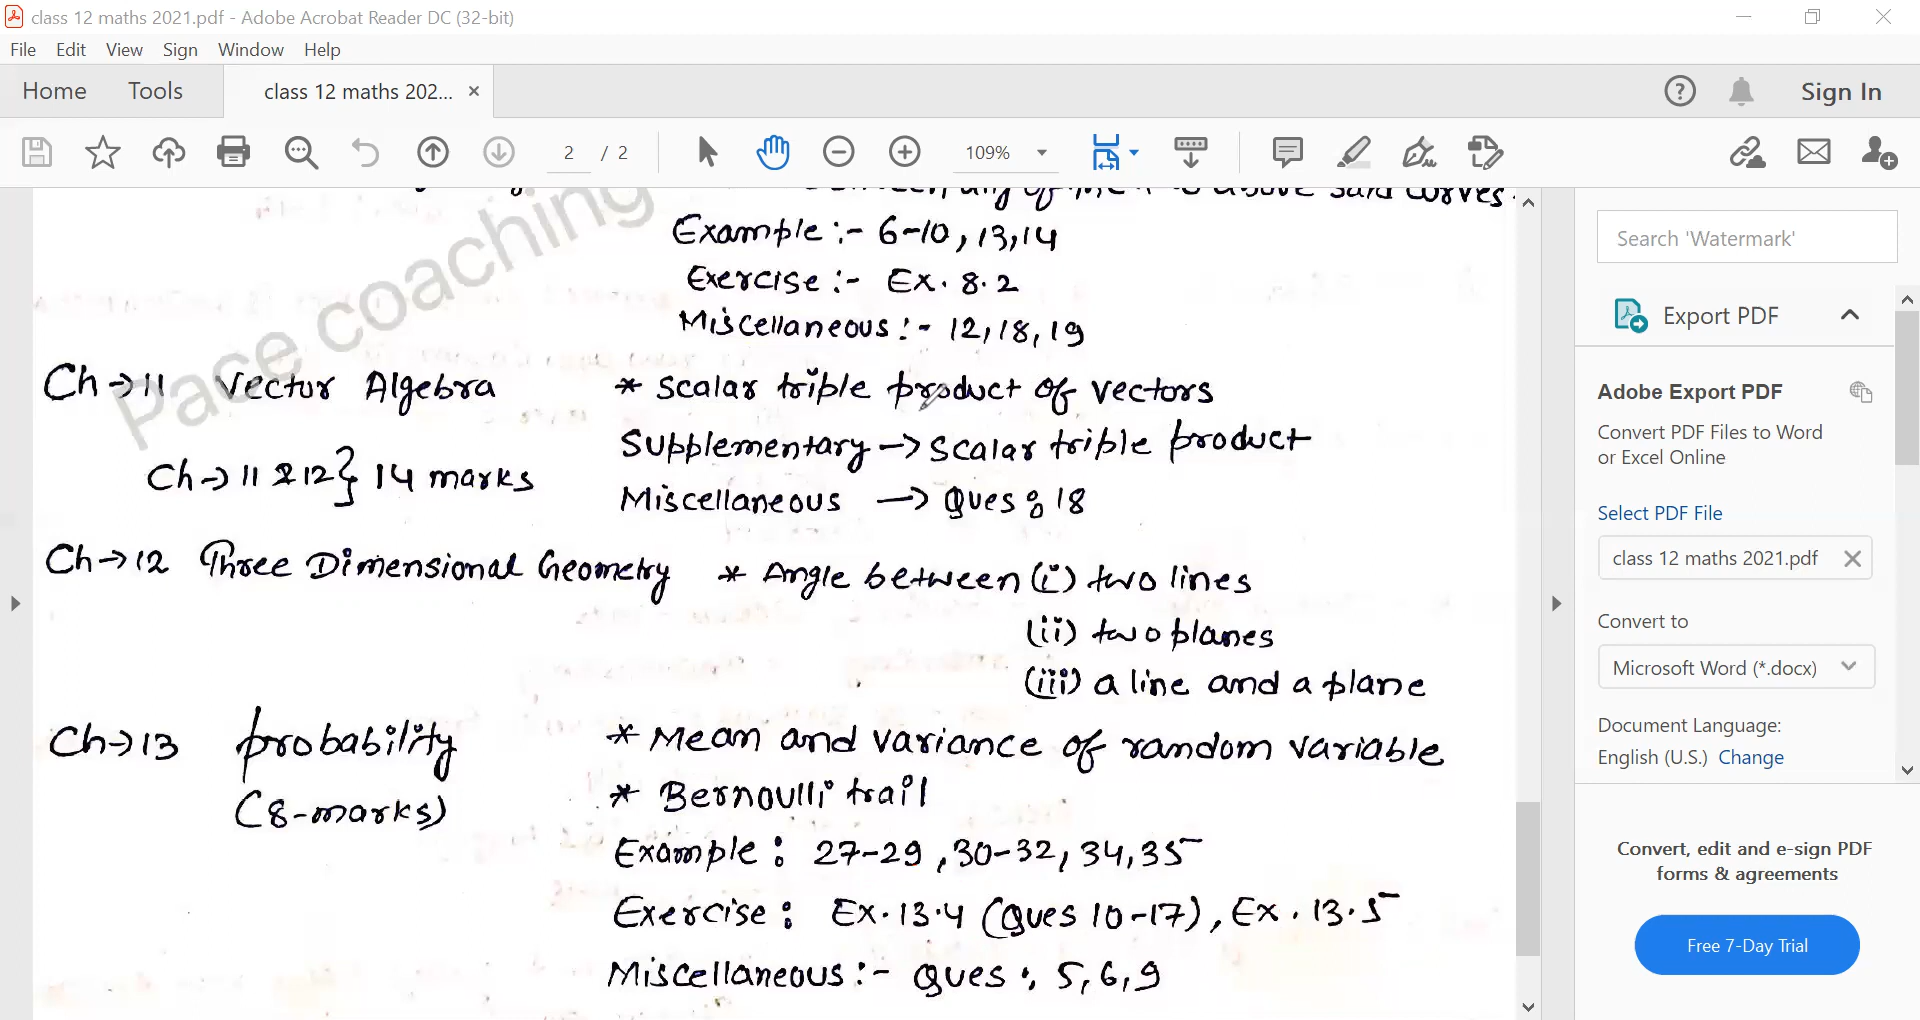 class 12 maths 2021.pdf - Adobe Acrobat Reader DC (32-bit)
File Edit View Sign Window Help
Home Tools class 12 maths 202... × Sign In
2 / 2 109%
of the above said curves.
Example :- 6-10, 13, 14
Exercise :- Ex. 8.2
Miscellaneous :- 12, 18, 19
Pace coaching
Ch→11 Vector Algebra * Scalar triple product of vectors
Supplementary → Scalar triple product
Ch→11 & 12} 14 marks
Miscellaneous → Ques: 18
Ch→12 Three Dimensional Geometry * Angle between (i) two lines
(ii) two planes
(iii) a line and a plane
Ch→13 probability * Mean and variance of random variable
(8-marks) * Bernoulli trail
Example: 27-29, 30-32, 34, 35
Exercise: Ex. 13.4 (Ques 10-17), Ex. 13.5
Miscellaneous :- Ques: 5, 6, 9
Search 'Watermark'
Export PDF
Adobe Export PDF
Convert PDF Files to Word
or Excel Online
Select PDF File
class 12 maths 2021.pdf
Convert to
Microsoft Word (*.docx)
Document Language:
English (U.S.) Change
Convert, edit and e-sign PDF
forms & agreements
Free 7-Day Trial